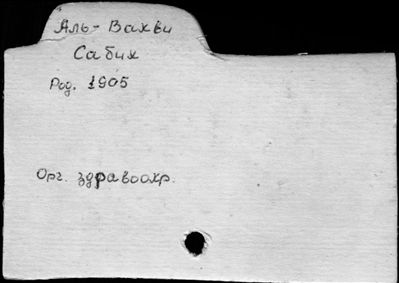 Аль-Вахби
Сабих
Род. 1905
Орг. здравоохр.